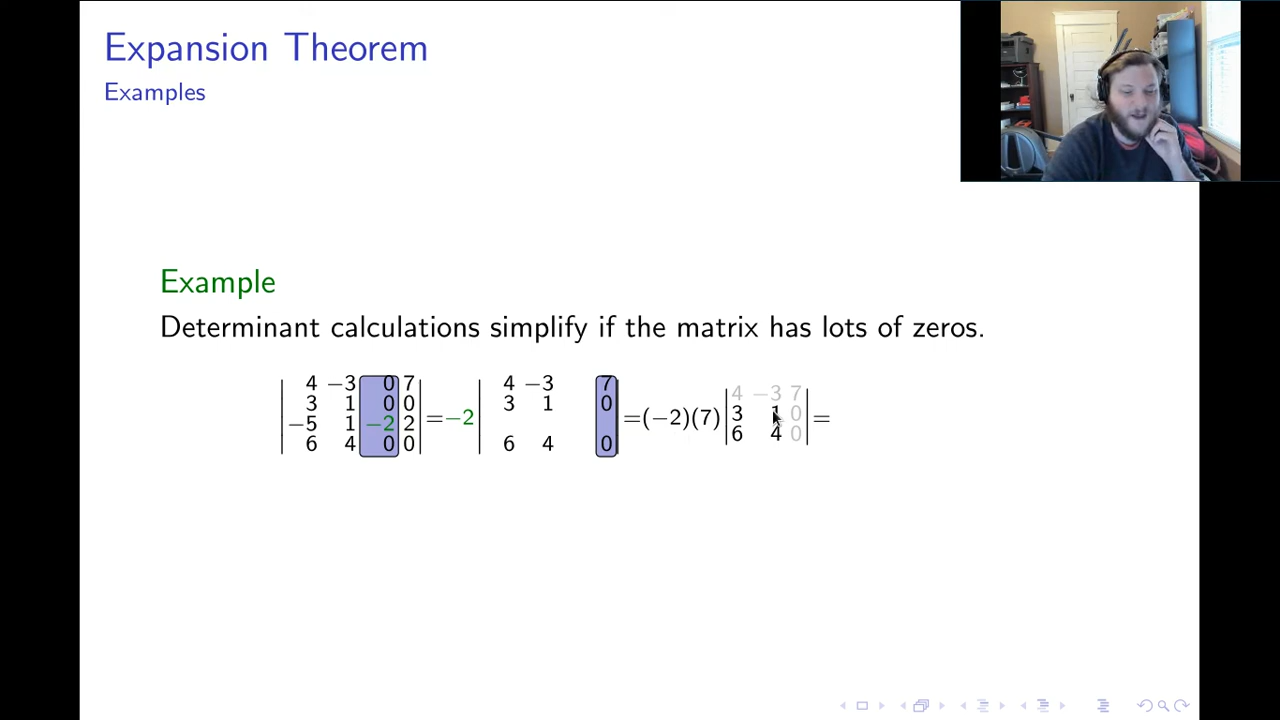 Expansion Theorem
Examples
Example
Determinant calculations simplify if the matrix has lots of zeros.
| 4 −3 0 7 |
| 3 1 0 0 |
| −5 1 −2 2 |
| 6 4 0 0 |
=−2
| 4 −3 7 |
| 3 1 0 |
| 6 4 0 |
=(−2)(7)
| 4 −3 7 |
| 3 1 0 |
| 6 4 0 |
=